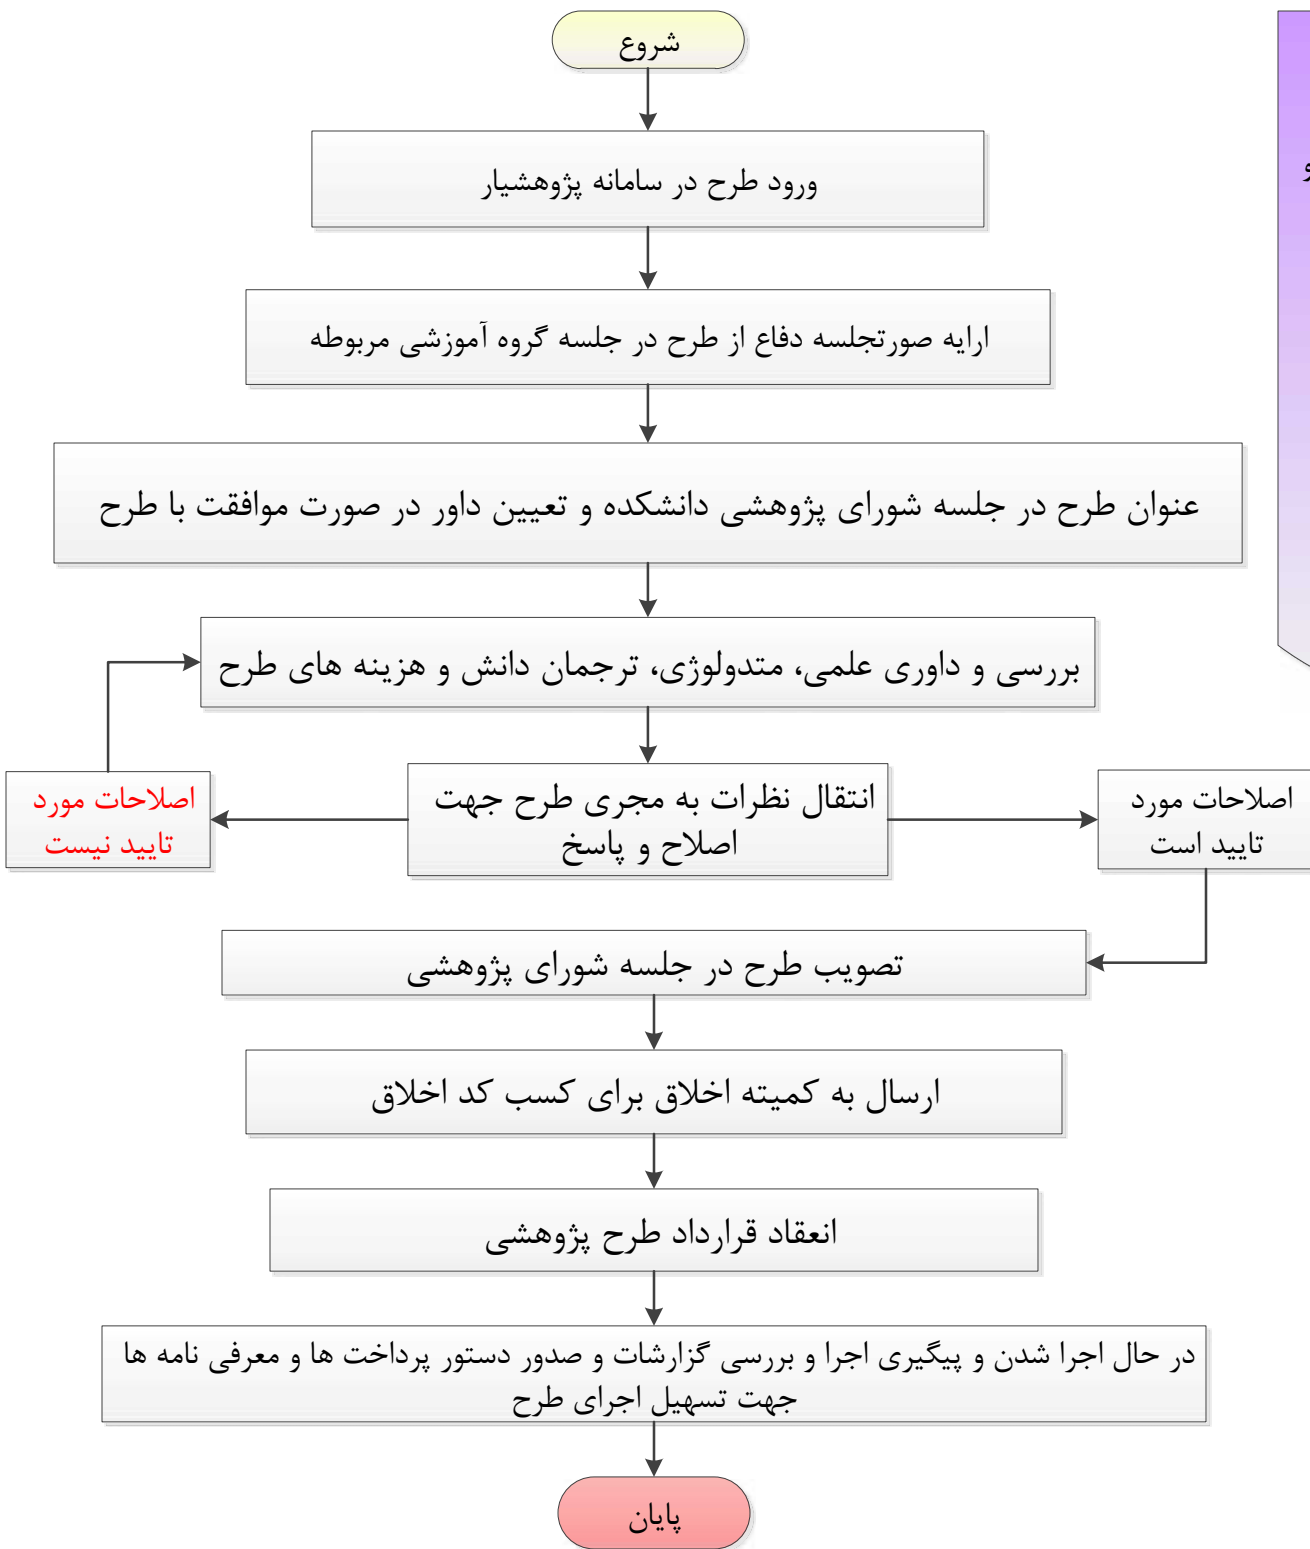 شروع
ورود طرح در سامانه پژوهشیار
و
ارایه صورتجلسه دفاع از طرح در جلسه گروه آموزشی مربوطه
عنوان طرح در جلسه شورای پژوهشی دانشکده و تعیین داور در صورت موافقت با طرح
بررسی و داوری علمی، متدولوژی، ترجمان دانش و هزینه های طرح
انتقال نظرات به مجری طرح جهت
اصلاح و پاسخ
اصلاحات مورد
تایید است
اصلاحات مورد
تایید نیست
تصویب طرح در جلسه شورای پژوهشی
ارسال به کمیته اخلاق برای کسب کد اخلاق
انعقاد قرارداد طرح پژوهشی
در حال اجرا شدن و پیگیری اجرا و بررسی گزارشات و صدور دستور پرداخت ها و معرفی نامه ها
جهت تسهیل اجرای طرح
پایان